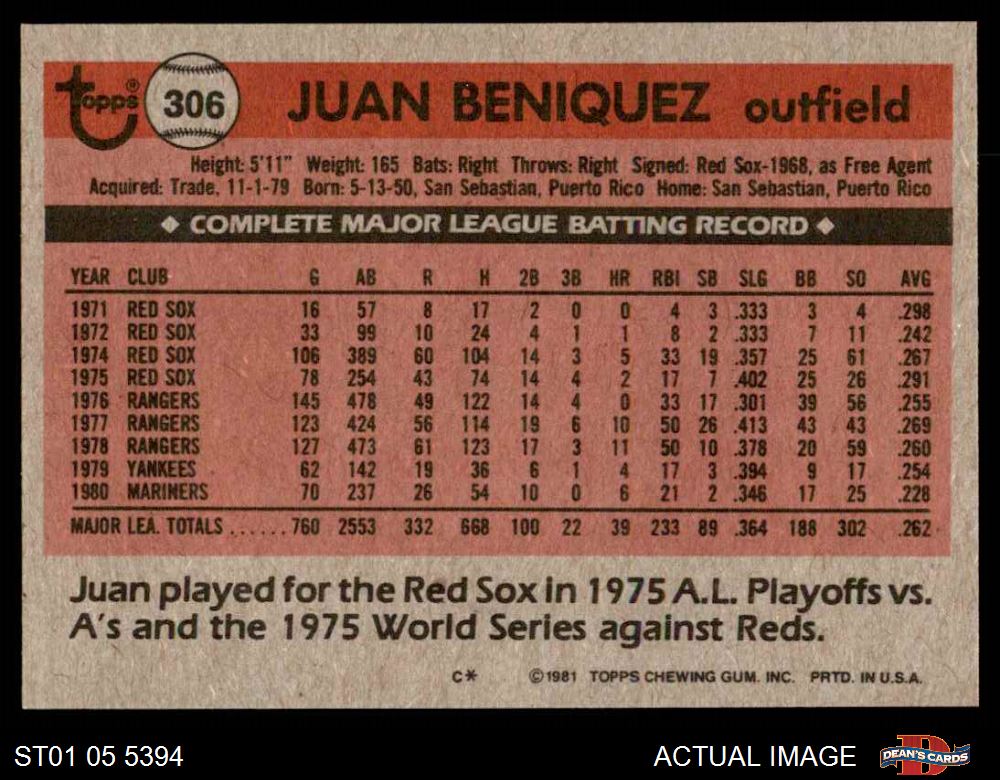 topps® 306 JUAN BENIQUEZ outfield
Height: 5'11" Weight: 165 Bats: Right Throws: Right Signed: Red Sox-1968, as Free Agent
Acquired: Trade, 11-1-79 Born: 5-13-50, San Sebastian, Puerto Rico Home: San Sebastian, Puerto Rico
◆ COMPLETE MAJOR LEAGUE BATTING RECORD ◆
YEAR CLUB G AB R H 2B 3B HR RBI SB SLG BB SO AVG
1971 RED SOX 16 57 8 17 2 0 0 4 3 .333 3 4 .298
1972 RED SOX 33 99 10 24 4 1 1 8 2 .333 7 11 .242
1974 RED SOX 106 389 60 104 14 3 5 33 19 .357 25 61 .267
1975 RED SOX 78 254 43 74 14 4 2 17 7 .402 25 26 .291
1976 RANGERS 145 478 49 122 14 4 0 33 17 .301 39 56 .255
1977 RANGERS 123 424 56 114 19 6 10 50 26 .413 43 43 .269
1978 RANGERS 127 473 61 123 17 3 11 50 10 .378 20 59 .260
1979 YANKEES 62 142 19 36 6 1 4 17 3 .394 9 17 .254
1980 MARINERS 70 237 26 54 10 0 6 21 2 .346 17 25 .228
MAJOR LEA. TOTALS ...... 760 2553 332 668 100 22 39 233 89 .364 188 302 .262
Juan played for the Red Sox in 1975 A.L. Playoffs vs.
A's and the 1975 World Series against Reds.
C* ©1981 TOPPS CHEWING GUM. INC. PRTD. IN U.S.A.
ST01 05 5394 ACTUAL IMAGE DEAN'S CARDS